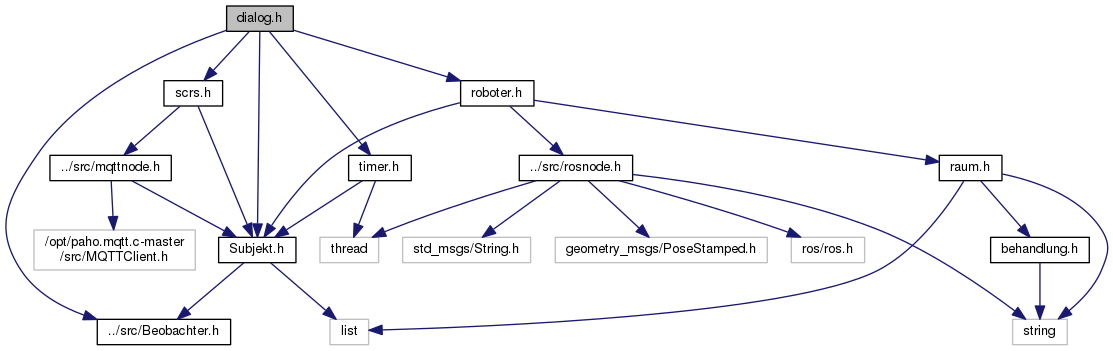 dialog.h
scrs.h
roboter.h
../src/mqttnode.h
timer.h
../src/rosnode.h
raum.h
/opt/paho.mqtt.c-master
/src/MQTTClient.h
Subjekt.h
thread
std_msgs/String.h
geometry_msgs/PoseStamped.h
ros/ros.h
behandlung.h
../src/Beobachter.h
list
string